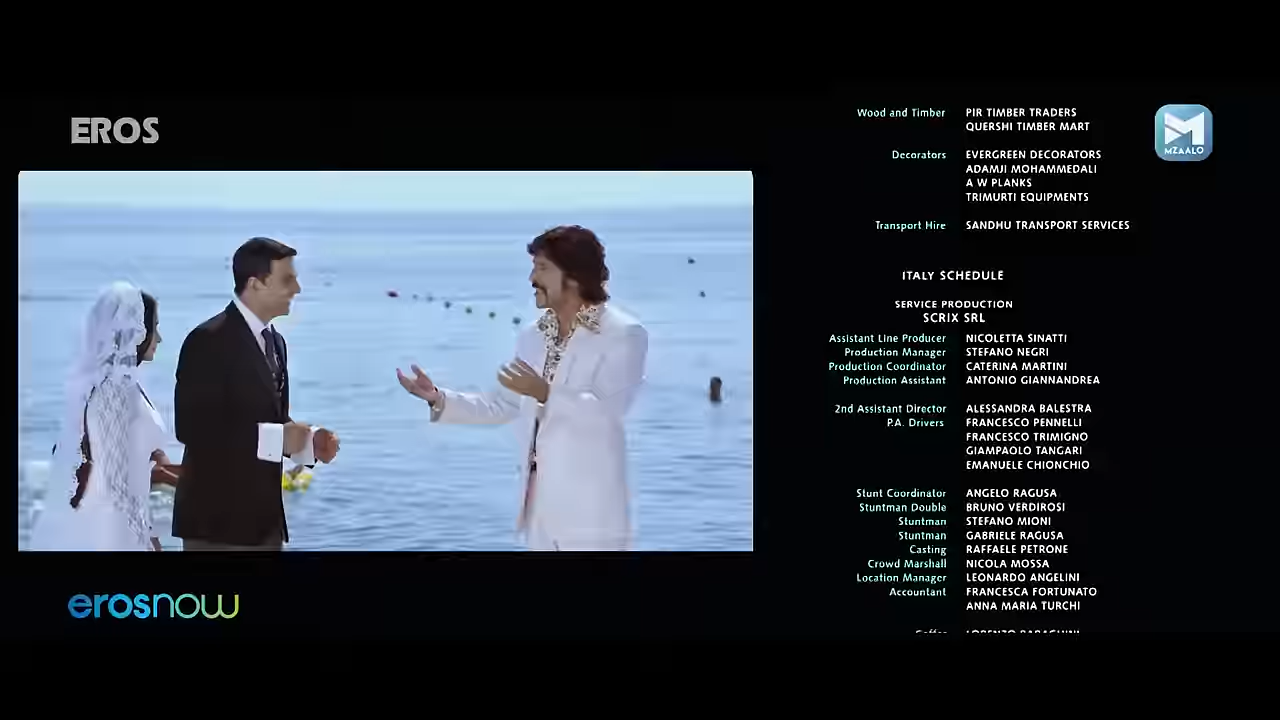 EROS
Wood and Timber PIR TIMBER TRADERS
QUERSHI TIMBER MART
MZAALO
Decorators EVERGREEN DECORATORS
ADAMJI MOHAMMEDALI
A W PLANKS
TRIMURTI EQUIPMENTS
Transport Hire SANDHU TRANSPORT SERVICES
ITALY SCHEDULE
SERVICE PRODUCTION
SCRIX SRL
Assistant Line Producer NICOLETTA SINATTI
Production Manager STEFANO NEGRI
Production Coordinator CATERINA MARTINI
Production Assistant ANTONIO GIANNANDREA
2nd Assistant Director ALESSANDRA BALESTRA
P.A. Drivers FRANCESCO PENNELLI
FRANCESCO TRIMIGNO
GIAMPAOLO TANGARI
EMANUELE CHIONCHIO
Stunt Coordinator ANGELO RAGUSA
Stuntman Double BRUNO VERDIROSI
Stuntman STEFANO MIONI
Stuntman GABRIELE RAGUSA
Casting RAFFAELE PETRONE
Crowd Marshall NICOLA MOSSA
Location Manager LEONARDO ANGELINI
Accountant FRANCESCA FORTUNATO
ANNA MARIA TURCHI
erosnow